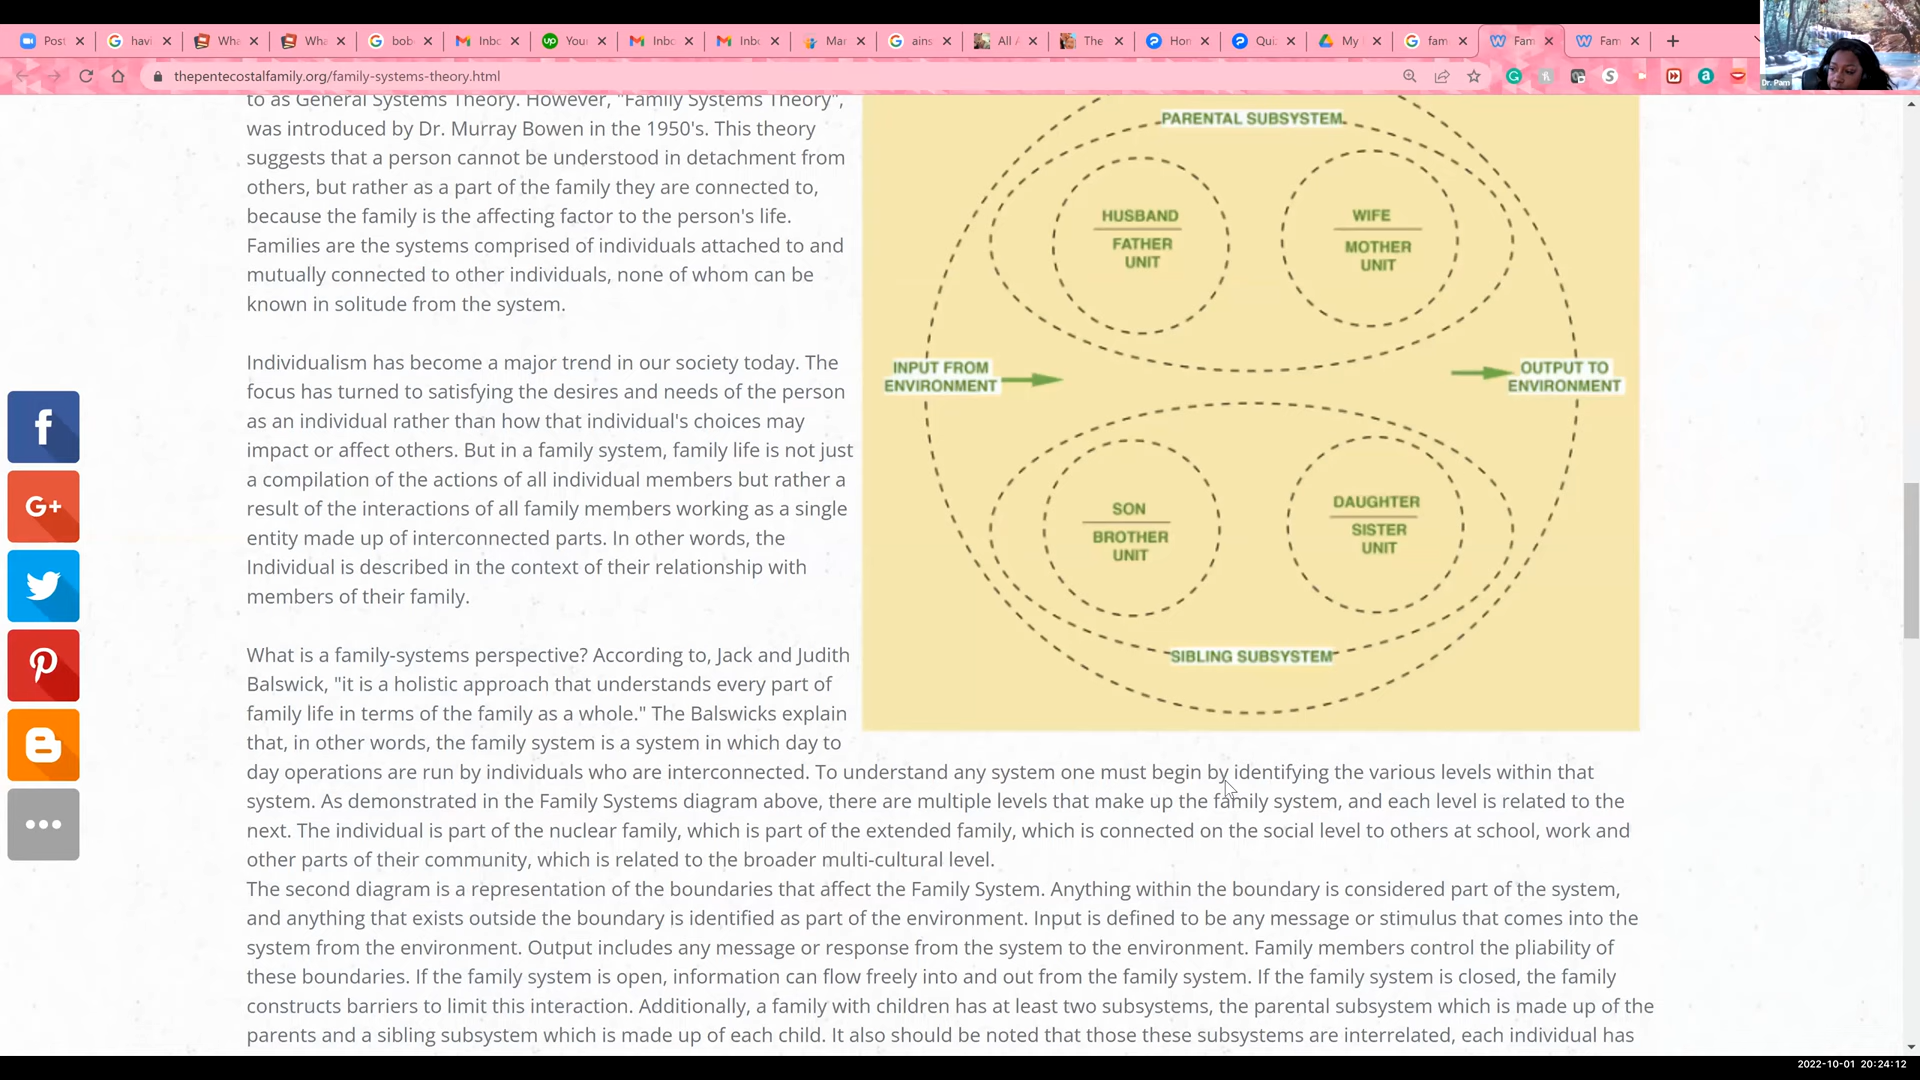 Post
havi
Wha
Wha
bob
Inbc
You
Inbc
Inbc
Mar
ains
All A
The
Hon
Qui
My
fam
Fam
Fam
thepentecostalfamily.org/family-systems-theory.html
Dr. Pam
to as General Systems Theory. However, "Family Systems Theory",
was introduced by Dr. Murray Bowen in the 1950's. This theory
suggests that a person cannot be understood in detachment from
others, but rather as a part of the family they are connected to,
because the family is the affecting factor to the person's life.
Families are the systems comprised of individuals attached to and
mutually connected to other individuals, none of whom can be
known in solitude from the system.
Individualism has become a major trend in our society today. The
focus has turned to satisfying the desires and needs of the person
as an individual rather than how that individual's choices may
impact or affect others. But in a family system, family life is not just
a compilation of the actions of all individual members but rather a
result of the interactions of all family members working as a single
entity made up of interconnected parts. In other words, the
Individual is described in the context of their relationship with
members of their family.
What is a family-systems perspective? According to, Jack and Judith
Balswick, "it is a holistic approach that understands every part of
family life in terms of the family as a whole." The Balswicks explain
that, in other words, the family system is a system in which day to
day operations are run by individuals who are interconnected. To understand any system one must begin by identifying the various levels within that
system. As demonstrated in the Family Systems diagram above, there are multiple levels that make up the family system, and each level is related to the
next. The individual is part of the nuclear family, which is part of the extended family, which is connected on the social level to others at school, work and
other parts of their community, which is related to the broader multi-cultural level.
The second diagram is a representation of the boundaries that affect the Family System. Anything within the boundary is considered part of the system,
and anything that exists outside the boundary is identified as part of the environment. Input is defined to be any message or stimulus that comes into the
system from the environment. Output includes any message or response from the system to the environment. Family members control the pliability of
these boundaries. If the family system is open, information can flow freely into and out from the family system. If the family system is closed, the family
constructs barriers to limit this interaction. Additionally, a family with children has at least two subsystems, the parental subsystem which is made up of the
parents and a sibling subsystem which is made up of each child. It also should be noted that those these subsystems are interrelated, each individual has
PARENTAL SUBSYSTEM
HUSBAND
FATHER
UNIT
WIFE
MOTHER
UNIT
INPUT FROM
ENVIRONMENT
OUTPUT TO
ENVIRONMENT
SON
BROTHER
UNIT
DAUGHTER
SISTER
UNIT
SIBLING SUBSYSTEM
2022-10-01 20:24:12